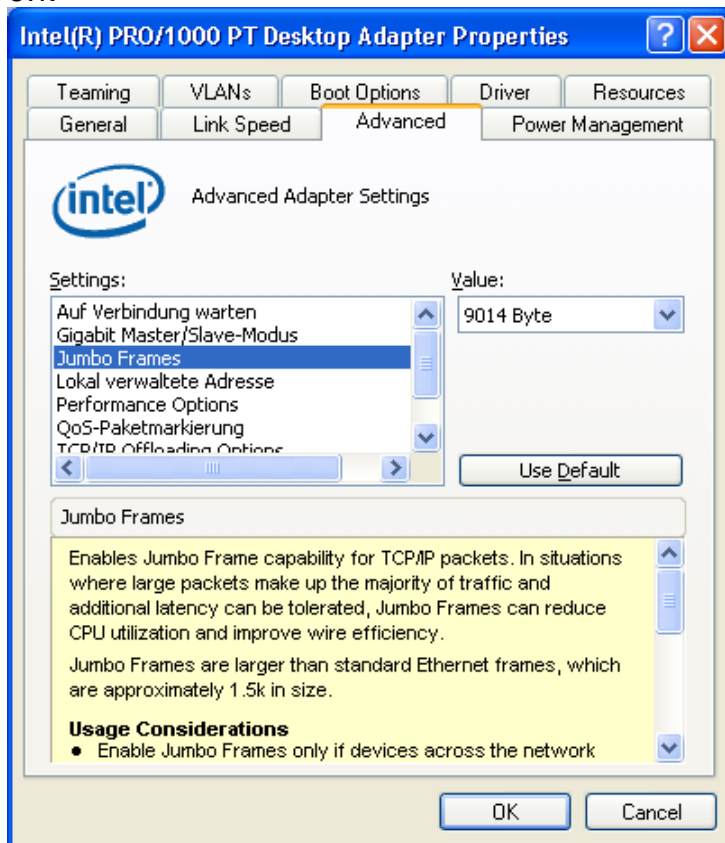 Intel(R) PRO/1000 PT Desktop Adapter Properties
Teaming VLANs Boot Options Driver Resources
General Link Speed Advanced Power Management
intel Advanced Adapter Settings
Settings: Value:
Auf Verbindung warten 9014 Byte
Gigabit Master/Slave-Modus
Jumbo Frames
Lokal verwaltete Adresse
Performance Options
QoS-Paketmarkierung
TCP/IP Offloading Options
Use Default
Jumbo Frames
Enables Jumbo Frame capability for TCP/IP packets. In situations
where large packets make up the majority of traffic and
additional latency can be tolerated, Jumbo Frames can reduce
CPU utilization and improve wire efficiency.
Jumbo Frames are larger than standard Ethernet frames, which
are approximately 1.5k in size.
Usage Considerations
• Enable Jumbo Frames only if devices across the network
OK Cancel